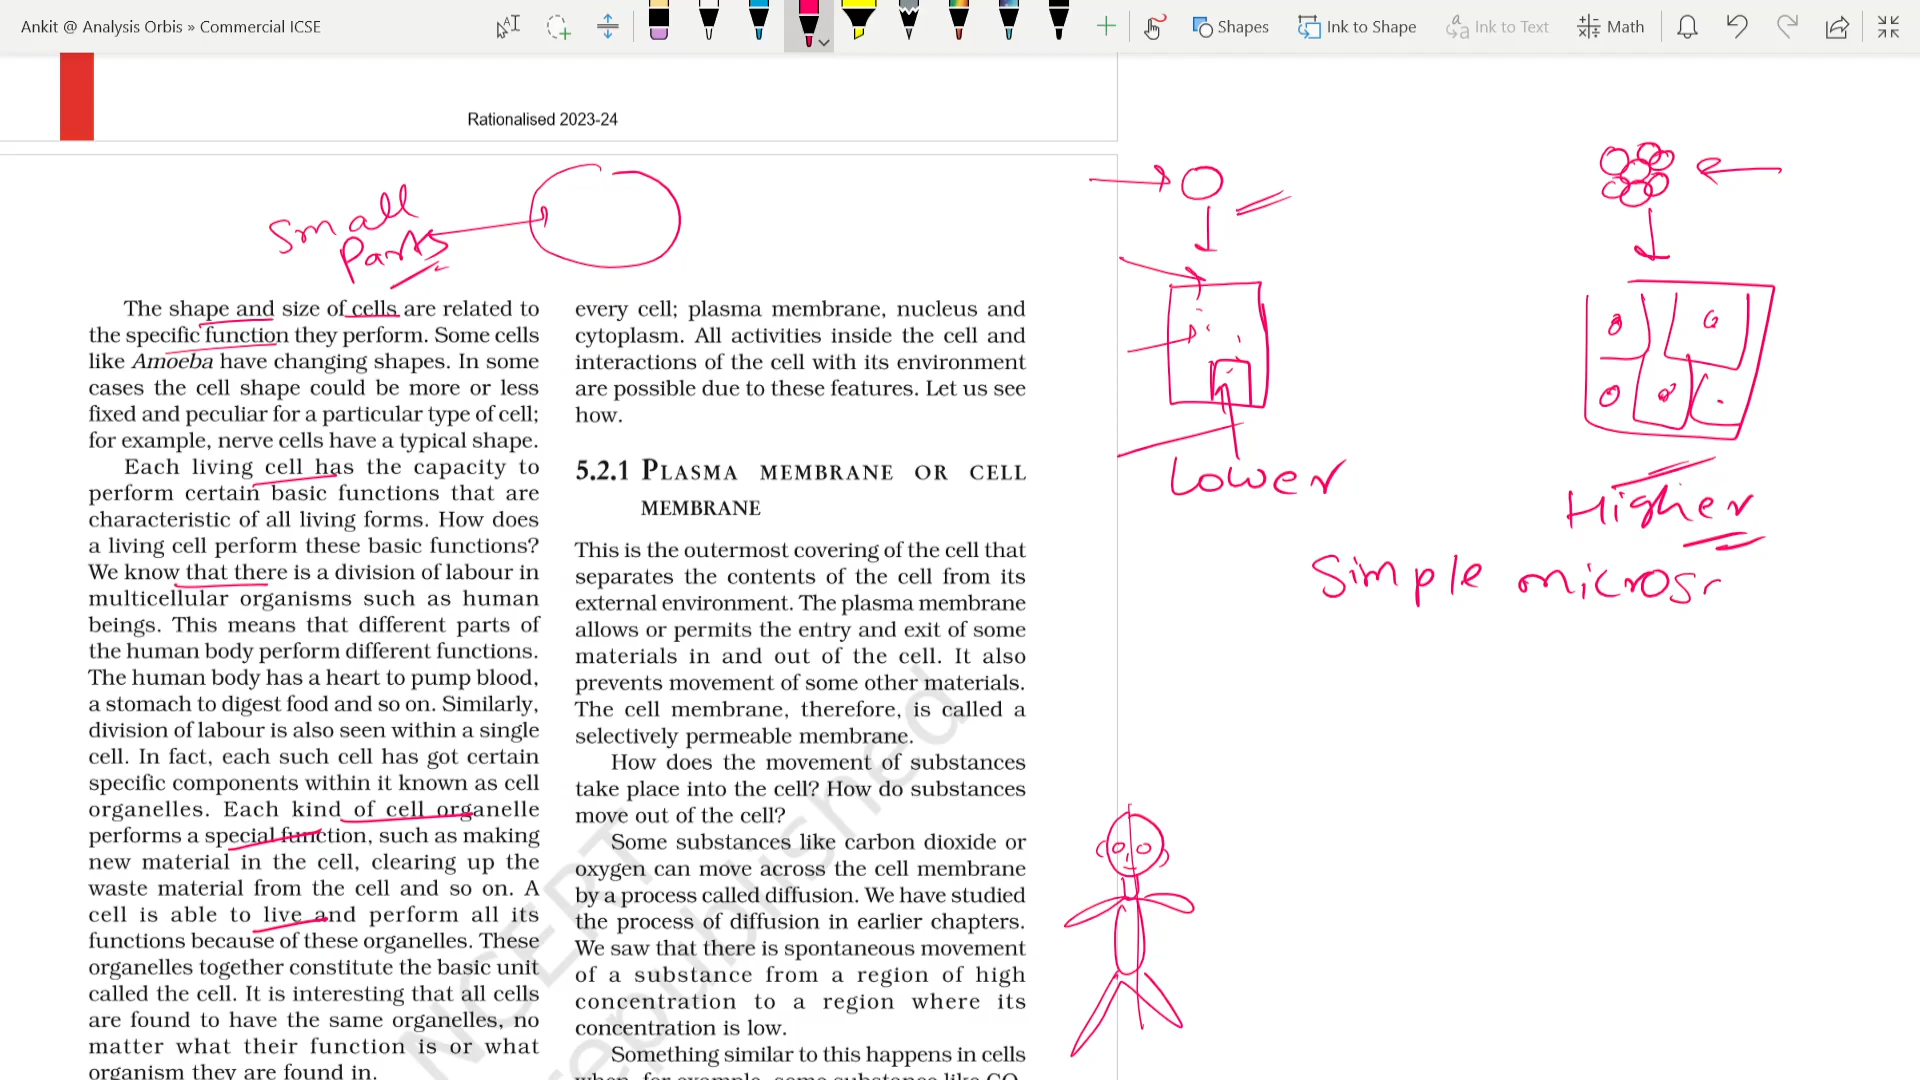 Ankit @ Analysis Orbis » Commercial ICSE
Shapes
Ink to Shape
Ink to Text
Math
Rationalised 2023-24
Small
Parts
The shape and size of cells are related to
the specific function they perform. Some cells
like Amoeba have changing shapes. In some
cases the cell shape could be more or less
fixed and peculiar for a particular type of cell;
for example, nerve cells have a typical shape.
Each living cell has the capacity to
perform certain basic functions that are
characteristic of all living forms. How does
a living cell perform these basic functions?
We know that there is a division of labour in
multicellular organisms such as human
beings. This means that different parts of
the human body perform different functions.
The human body has a heart to pump blood,
a stomach to digest food and so on. Similarly,
division of labour is also seen within a single
cell. In fact, each such cell has got certain
specific components within it known as cell
organelles. Each kind of cell organelle
performs a special function, such as making
new material in the cell, clearing up the
waste material from the cell and so on. A
cell is able to live and perform all its
functions because of these organelles. These
organelles together constitute the basic unit
called the cell. It is interesting that all cells
are found to have the same organelles, no
matter what their function is or what
organism they are found in.
every cell; plasma membrane, nucleus and
cytoplasm. All activities inside the cell and
interactions of the cell with its environment
are possible due to these features. Let us see
how.
5.2.1 PLASMA MEMBRANE OR CELL
MEMBRANE
This is the outermost covering of the cell that
separates the contents of the cell from its
external environment. The plasma membrane
allows or permits the entry and exit of some
materials in and out of the cell. It also
prevents movement of some other materials.
The cell membrane, therefore, is called a
selectively permeable membrane.
How does the movement of substances
take place into the cell? How do substances
move out of the cell?
Some substances like carbon dioxide or
oxygen can move across the cell membrane
by a process called diffusion. We have studied
the process of diffusion in earlier chapters.
We saw that there is spontaneous movement
of a substance from a region of high
concentration to a region where its
concentration is low.
Something similar to this happens in cells
when, for example, some substance like CO
NCERT
republished
Lower
Higher
Simple micros